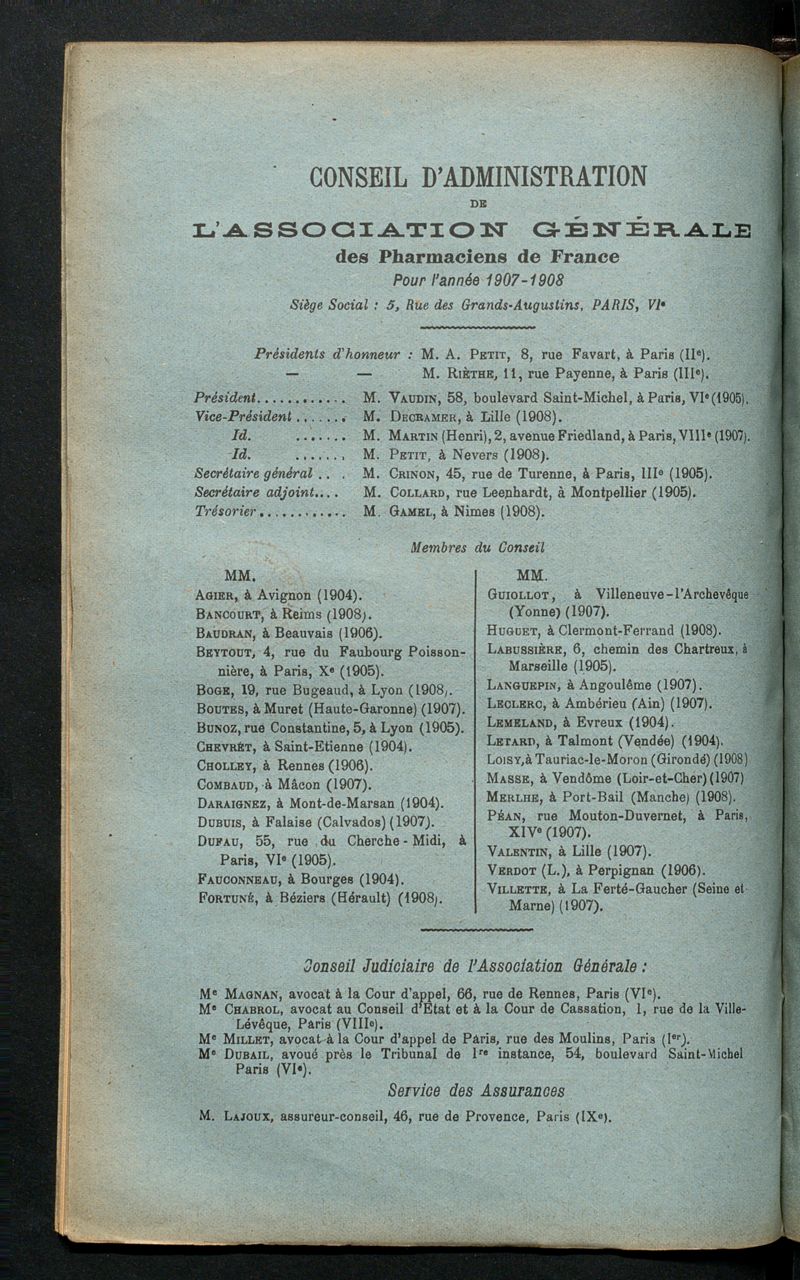 CONSEIL D'ADMINISTRATION
DE
L'ASSOCIATION GÉNÉRALE
des Pharmaciens de France
Pour l'année 1907-1908
Siège Social : 5, Rue des Grands-Augustins, PARIS, VIe
Présidents d'honneur : M. A. PETIT, 8, rue Favart, à Paris (IIe).
— — M. RIÈTHE, 11, rue Payenne, à Paris (IIIe).
Président............ M. VAUDIN, 58, boulevard Saint-Michel, à Paris, VIe (1905).
Vice-Président....... M. DECRAMER, à Lille (1908).
Id. ....... M. MARTIN (Henri), 2, avenue Friedland, à Paris, VIIIe (1907).
Id. ....... M. PETIT, à Nevers (1908).
Secrétaire général .. . M. CRINON, 45, rue de Turenne, à Paris, IIIe (1905).
Secrétaire adjoint.... M. COLLARD, rue Leenhardt, à Montpellier (1905).
Trésorier............ M. GAMEL, à Nimes (1908).
Membres du Conseil
MM.
AGIER, à Avignon (1904).
BANCOURT, à Reims (1908).
BAUDRAN, à Beauvais (1906).
BEYTOUT, 4, rue du Faubourg Poisson-
nière, à Paris, Xe (1905).
BOGE, 19, rue Bugeaud, à Lyon (1908).
BOUTES, à Muret (Haute-Garonne) (1907).
BUNOZ, rue Constantine, 5, à Lyon (1905).
CHEVRÉT, à Saint-Etienne (1904).
CHOLLEY, à Rennes (1906).
COMBAUD, à Mâcon (1907).
DARAIGNEZ, à Mont-de-Marsan (1904).
DUBUIS, à Falaise (Calvados) (1907).
DUFAU, 55, rue du Cherche-Midi, à
Paris, VIe (1905).
FAUCONNEAU, à Bourges (1904).
FORTUNÉ, à Béziers (Hérault) (1908).
MM.
GUIOLLOT, à Villeneuve-l'Archevêque
(Yonne) (1907).
HUGUET, à Clermont-Ferrand (1908).
LABUSSIÈRE, 6, chemin des Chartreux, à
Marseille (1905).
LANGUEPIN, à Angoulême (1907).
LECLERC, à Ambérieu (Ain) (1907).
LEMELAND, à Evreux (1904).
LETARD, à Talmont (Vendée) (1904).
LOISY, à Tauriac-le-Moron (Gironde) (1908)
MASSE, à Vendôme (Loir-et-Cher) (1907)
MERLHE, à Port-Bail (Manche) (1908).
PÉAN, rue Mouton-Duvernet, à Paris,
XIVe (1907).
VALENTIN, à Lille (1907).
VERDOT (L.), à Perpignan (1906).
VILLETTE, à La Ferté-Gaucher (Seine et
Marne) (1907).
Conseil Judiciaire de l'Association Générale :
Me MAGNAN, avocat à la Cour d'appel, 66, rue de Rennes, Paris (VIe).
Me CHABROL, avocat au Conseil d'Etat et à la Cour de Cassation, 1, rue de la Ville-
Lévêque, Paris (VIIIe).
Me MILLET, avocat à la Cour d'appel de Paris, rue des Moulins, Paris (Ier).
Me DUBAIL, avoué près le Tribunal de 1re instance, 54, boulevard Saint-Michel
Paris (VIe).
Service des Assurances
M. LAJOUX, assureur-conseil, 46, rue de Provence, Paris (IXe).